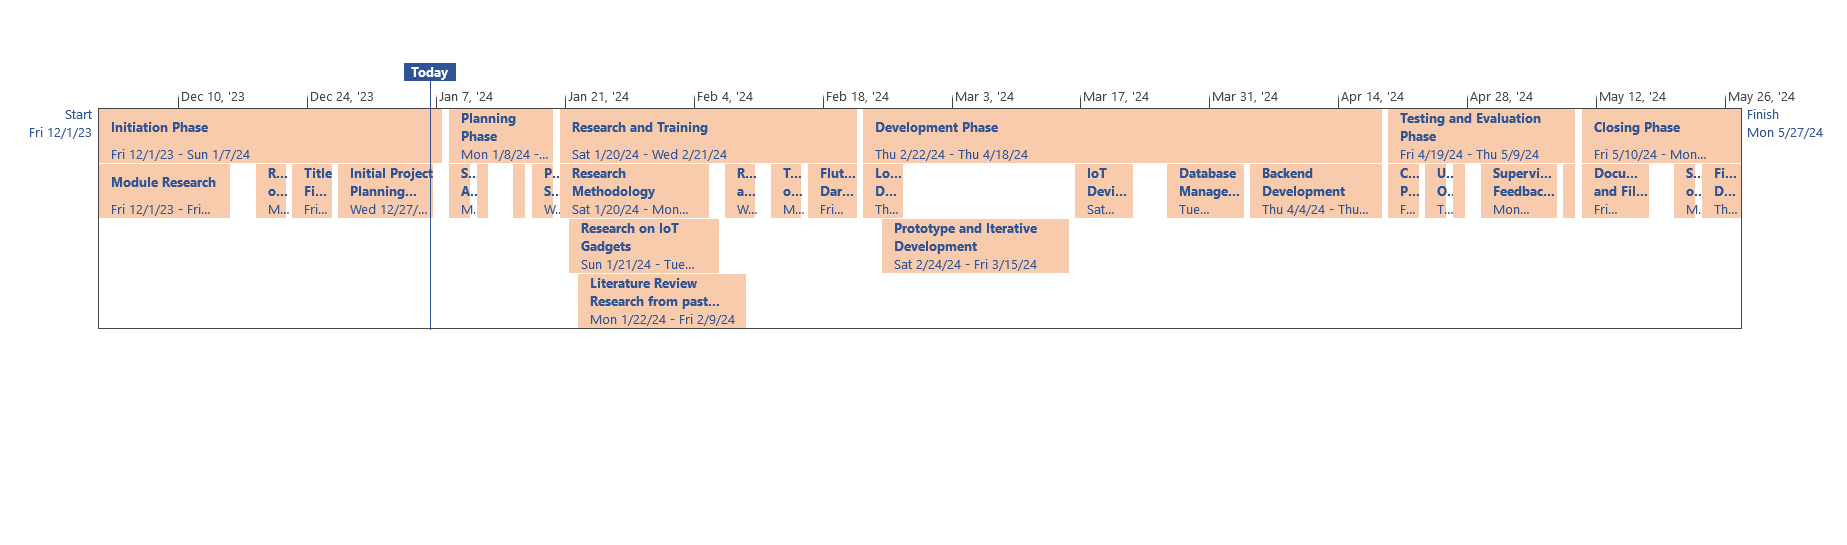 Today
Dec 10, '23
Dec 24, '23
Jan 7, '24
Jan 21, '24
Feb 4, '24
Feb 18, '24
Mar 3, '24
Mar 17, '24
Mar 31, '24
Apr 14, '24
Apr 28, '24
May 12, '24
May 26, '24
Start
Fri 12/1/23
Finish
Mon 5/27/24
Initiation Phase
Fri 12/1/23 - Sun 1/7/24
Planning
Phase
Mon 1/8/24 -...
Research and Training
Sat 1/20/24 - Wed 2/21/24
Development Phase
Thu 2/22/24 - Thu 4/18/24
Testing and Evaluation
Phase
Fri 4/19/24 - Thu 5/9/24
Closing Phase
Fri 5/10/24 - Mon...
Module Research
Fri 12/1/23 - Fri...
R...
o...
M...
Title
Fi...
Fri...
Initial Project
Planning...
Wed 12/27/...
S...
A...
M...
P...
S...
W...
Research
Methodology
Sat 1/20/24 - Mon...
R...
a...
W...
T...
o...
M...
Flut...
Dar...
Fri...
Lo...
D...
Th...
IoT
Devi...
Sat...
Database
Manage...
Tue...
Backend
Development
Thu 4/4/24 - Thu...
C...
P...
F...
U...
O...
T...
Supervi...
Feedbac...
Mon...
Docu...
and Fil...
Fri...
S...
o...
M...
Fi...
D...
Th...
Research on IoT
Gadgets
Sun 1/21/24 - Tue...
Prototype and Iterative
Development
Sat 2/24/24 - Fri 3/15/24
Literature Review
Research from past...
Mon 1/22/24 - Fri 2/9/24